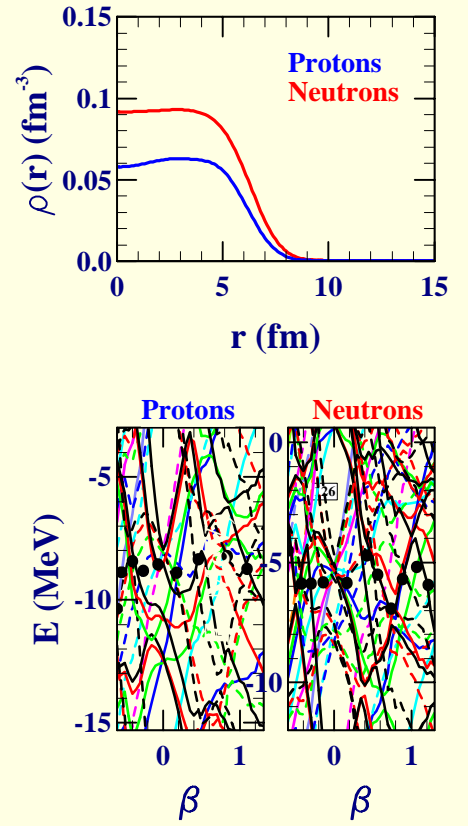 0.15
Protons
Neutrons
0.1
ρ(r) (fm⁻³)
0.05
0.0
0 5 10 15
r (fm)
Protons Neutrons
-5
-10
-15
E (MeV)
0
26
5
10
0 1 0 1
β β